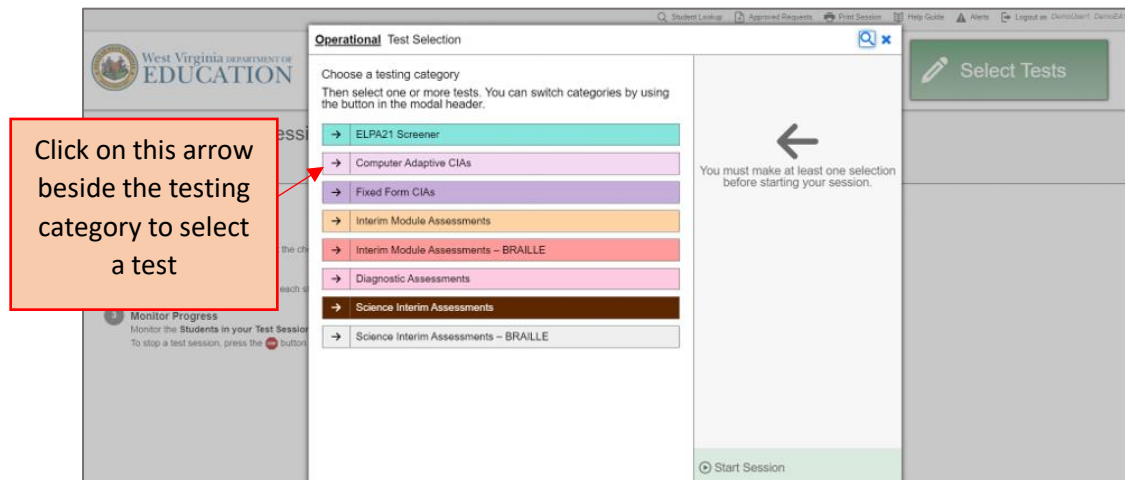 Student Lookup Approved Requests Print Session Help Guide Alerts Logout as DemoUser1
West Virginia DEPARTMENT OF
EDUCATION
Operational Test Selection
Select Tests
Choose a testing category
Then select one or more tests. You can switch categories by using
the button in the modal header.
Click on this arrow
beside the testing
category to select
a test
ELPA21 Screener
Computer Adaptive CIAs
Fixed Form CIAs
Interim Module Assessments
Interim Module Assessments – BRAILLE
Diagnostic Assessments
Science Interim Assessments
Science Interim Assessments – BRAILLE
You must make at least one selection
before starting your session.
3 Monitor Progress
Monitor the Students in your Test Session
To stop a test session, press the button
Start Session